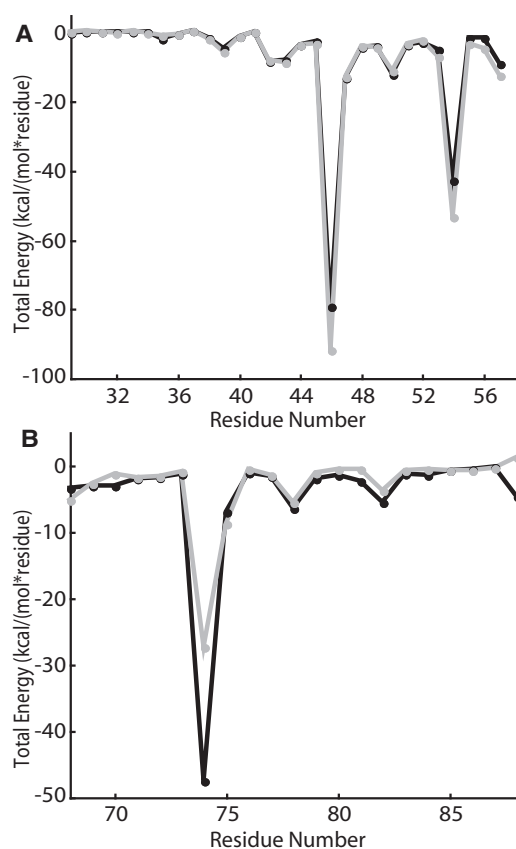 A
Total Energy (kcal/(mol*residue)
0
-20
-40
-60
-80
-100
32 36 40 44 48 52 56
Residue Number
B
Total Energy (kcal/(mol*residue)
0
-10
-20
-30
-40
-50
70 75 80 85
Residue Number